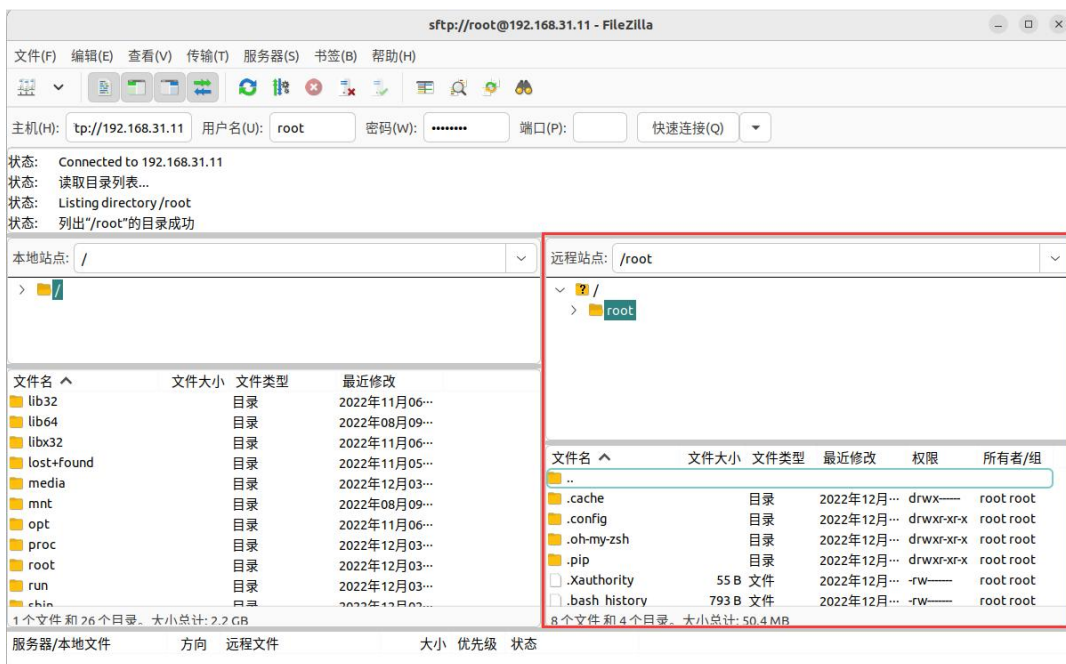 sftp://root@192.168.31.11 - FileZilla
文件(F) 编辑(E) 查看(V) 传输(T) 服务器(S) 书签(B) 帮助(H)
主机(H): tp://192.168.31.11 用户名(U): root 密码(W): •••••••• 端口(P): 快速连接(Q)
状态: Connected to 192.168.31.11
状态: 读取目录列表...
状态: Listing directory /root
状态: 列出“/root”的目录成功
本地站点: /
/
文件名 文件大小 文件类型 最近修改
lib32 目录 2022年11月06…
lib64 目录 2022年08月09…
libx32 目录 2022年11月06…
lost+found 目录 2022年11月05…
media 目录 2022年12月03…
mnt 目录 2022年08月09…
opt 目录 2022年11月06…
proc 目录 2022年12月03…
root 目录 2022年12月03…
run 目录 2022年12月03…
sbin 目录 2022年12月03…
1个文件 和 26个目录。大小总计: 2.2 GB
远程站点: /root
/
root
文件名 文件大小 文件类型 最近修改 权限 所有者/组
..
.cache 目录 2022年12月… drwx------ root root
.config 目录 2022年12月… drwxr-xr-x root root
.oh-my-zsh 目录 2022年12月… drwxr-xr-x root root
.pip 目录 2022年12月… drwxr-xr-x root root
.Xauthority 55 B 文件 2022年12月… -rw------- root root
.bash_history 793 B 文件 2022年12月… -rw------- root root
8个文件 和 4个目录。大小总计: 50.4 MB
服务器/本地文件 方向 远程文件 大小 优先级 状态